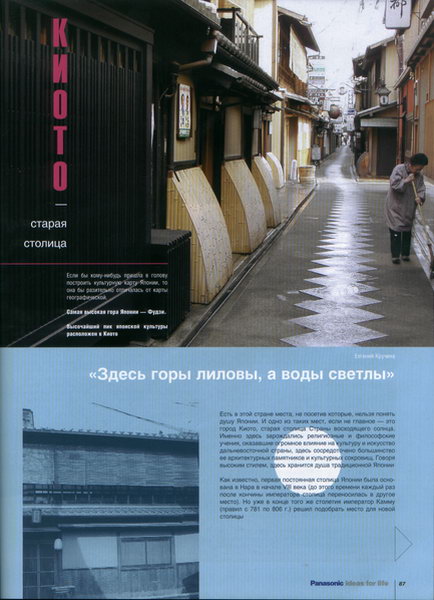 КИОТО
старая
столица
Если бы кому-нибудь пришла в голову
построить культурную карту Японии, то
она бы разительно отличалась от карты
географической.
Самая высокая гора Японии — Фудзи.
Высочайший пик японской культуры
расположен в Киото
Евгений Кручина
«Здесь горы лиловы, а воды светлы»
Есть в этой стране места, не посетив которые, нельзя понять
душу Японии. И одно из таких мест, если не главное — это
город Киото, старая столица Страны восходящего солнца.
Именно здесь зарождались религиозные и философские
учения, оказавшие огромное влияние на культуру и искусство
дальневосточной страны, здесь сосредоточено большинство
ее архитектурных памятников и культурных сокровищ. Говоря
высоким стилем, здесь хранится душа традиционной Японии
Как известно, первая постоянная столица Японии была осно-
вана в Нара в начале VIII века (до этого времени каждый раз
после кончины императора столица переносилась в другое
место). Но уже в конце того же столетия император Камму
(правил с 781 по 806 г.) решил подобрать место для новой
столицы
Panasonic ideas for life 87